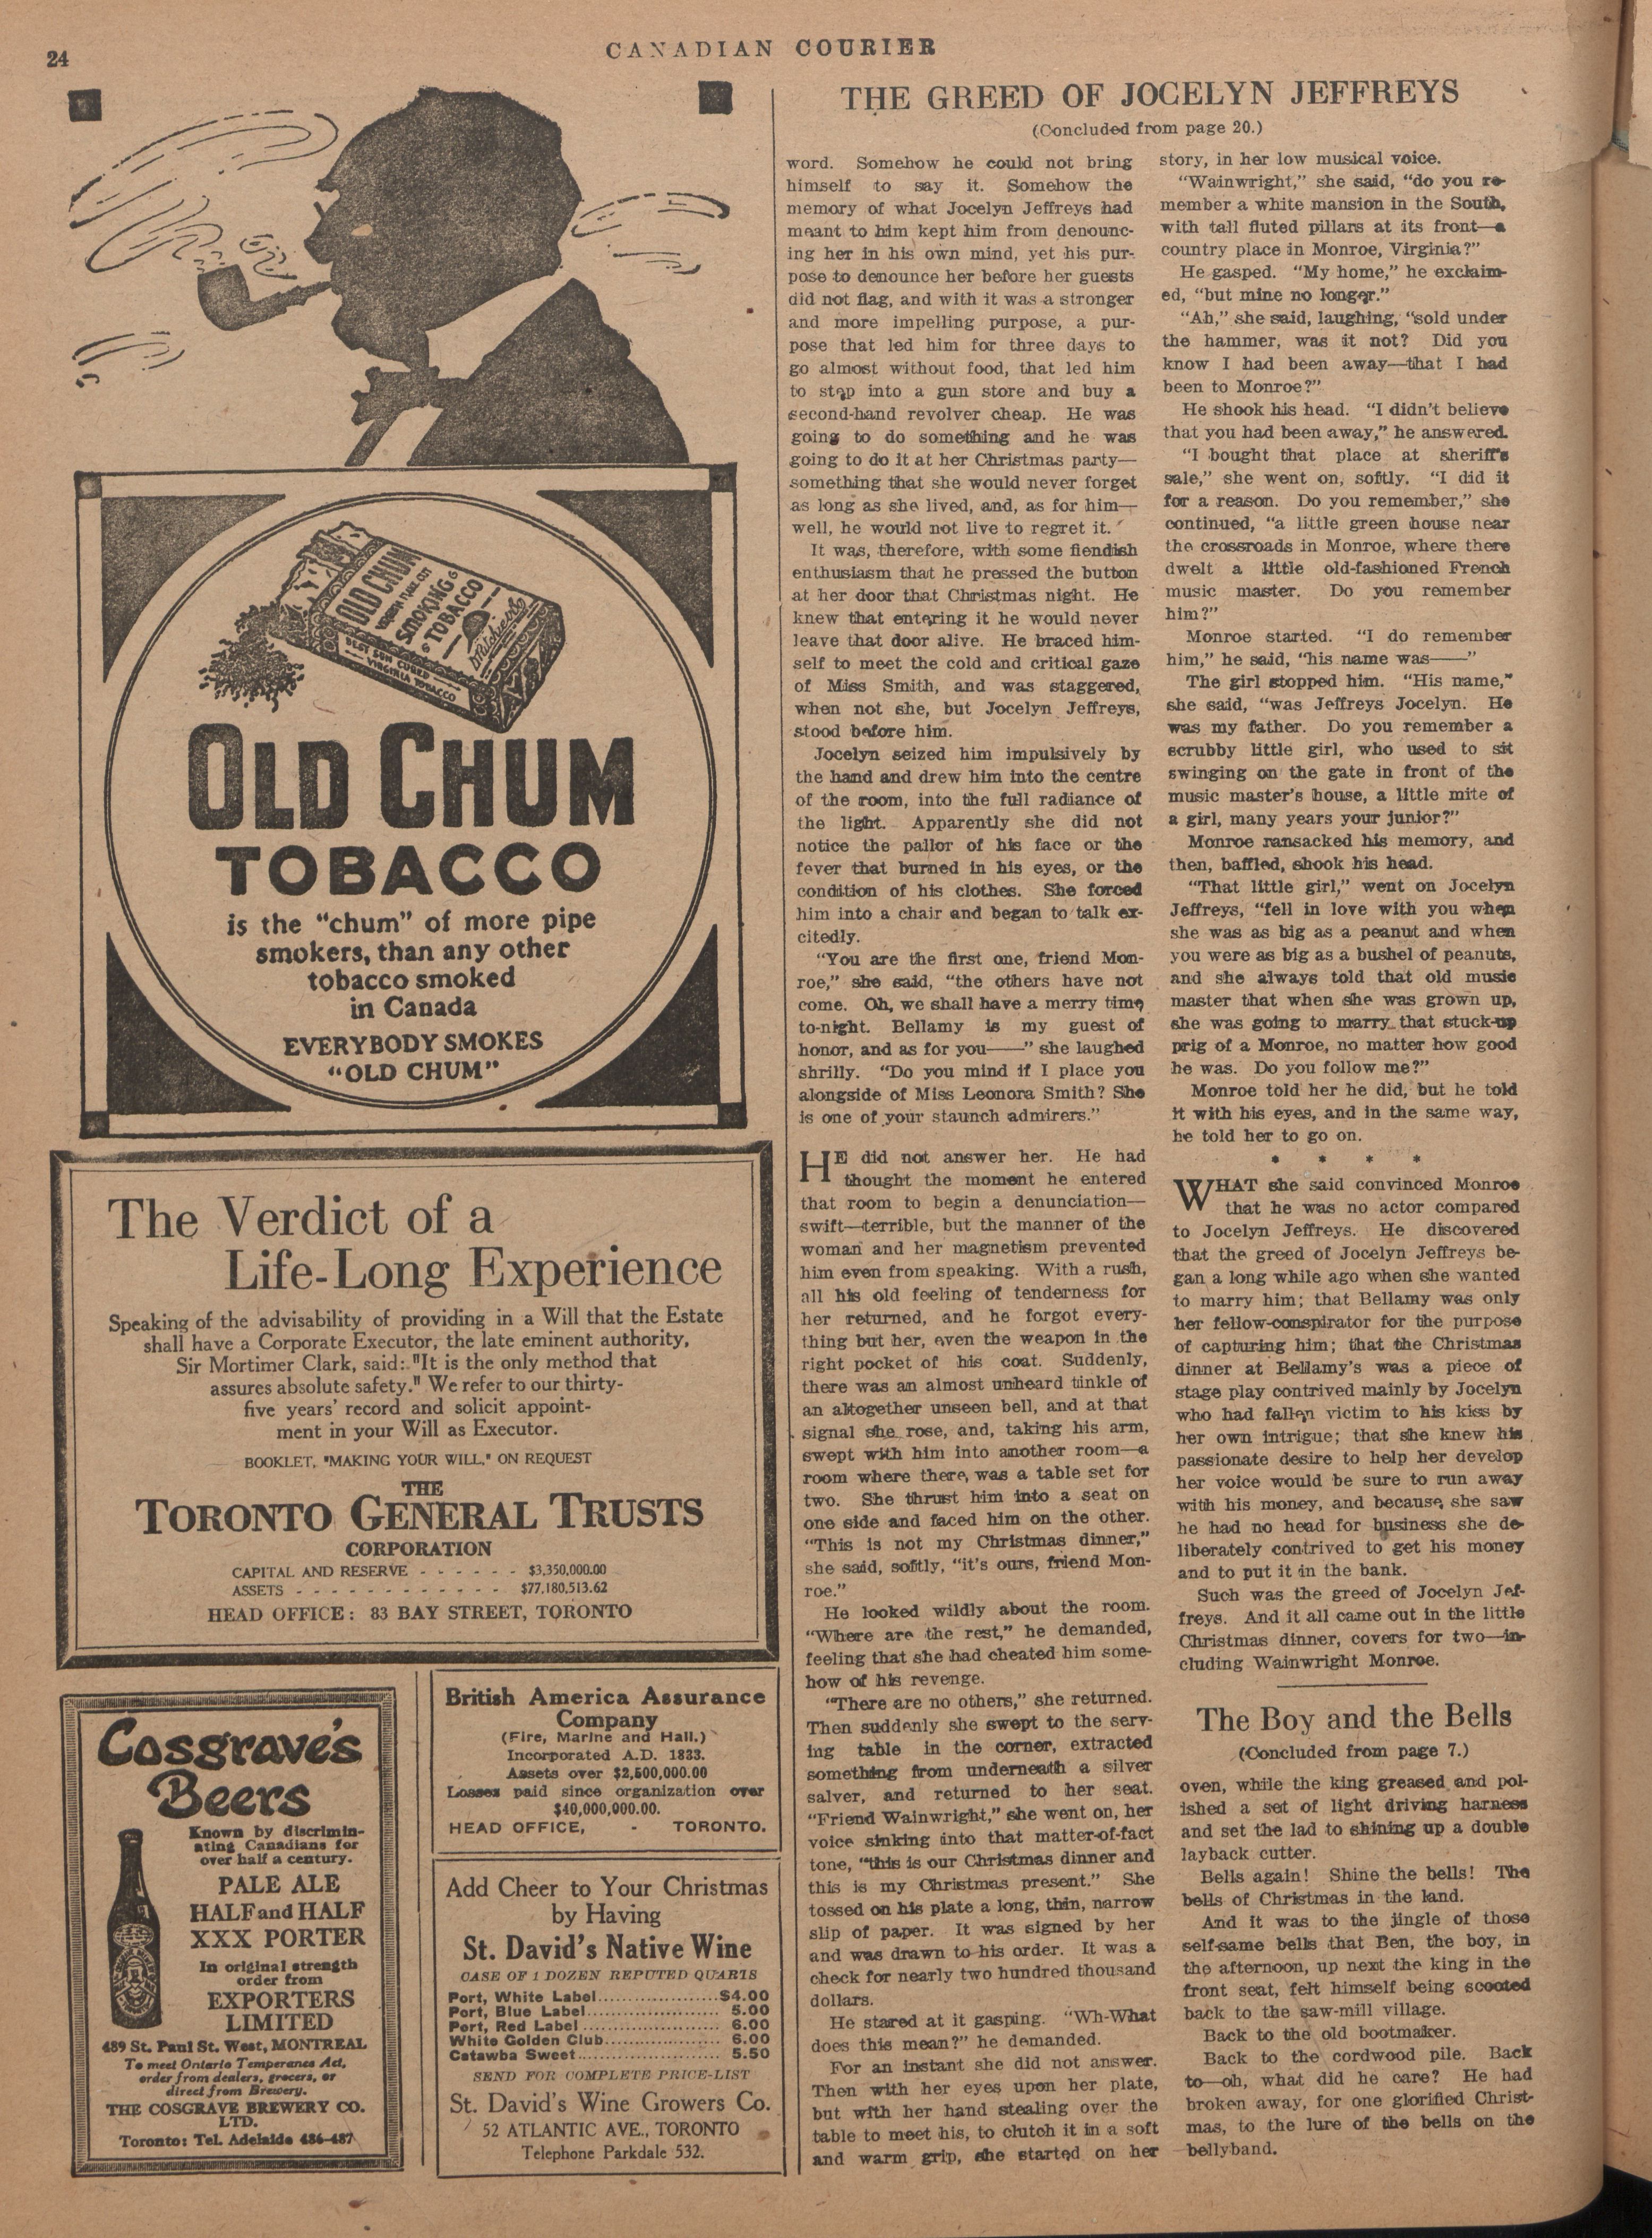 24
CANADIAN COURIER
OLD CHUM
VIRGIN FLAKE CUT
SMOKING
TOBACCO
Ritchie & Co
BEST SUN CURED
VIRGINIA TOBACCO
OLD CHUM
TOBACCO
is the "chum" of more pipe
smokers, than any other
tobacco smoked
in Canada
EVERYBODY SMOKES
"OLD CHUM"
The Verdict of a
Life-Long Experience
Speaking of the advisability of providing in a Will that the Estate
shall have a Corporate Executor, the late eminent authority,
Sir Mortimer Clark, said: "It is the only method that
assures absolute safety." We refer to our thirty-
five years' record and solicit appoint-
ment in your Will as Executor.
BOOKLET, "MAKING YOUR WILL," ON REQUEST
THE
TORONTO GENERAL TRUSTS
CORPORATION
CAPITAL AND RESERVE - - - - - - $3,350,000.00
ASSETS - - - - - - - - - - - - $77,180,513.62
HEAD OFFICE: 83 BAY STREET, TORONTO
Cosgrave's
Beers
Known by discrimin-
ating Canadians for
over half a century.
PALE ALE
HALF and HALF
XXX PORTER
In original strength
order from
EXPORTERS
LIMITED
489 St. Paul St. West, MONTREAL
To meet Ontario Temperance Act,
order from dealers, grocers, or
direct from Brewery.
THE COSGRAVE BREWERY CO.
LTD.
Toronto: Tel. Adelaide 486-487
British America Assurance
Company
(Fire, Marine and Hail.)
Incorporated A.D. 1833.
Assets over $2,500,000.00
Losses paid since organization over
$40,000,000.00.
HEAD OFFICE, - TORONTO.
Add Cheer to Your Christmas
by Having
St. David's Native Wine
CASE OF 1 DOZEN REPUTED QUARTS
Port, White Label....................$4.00
Port, Blue Label...................... 5.00
Port, Red Label ....................... 6.00
White Golden Club.................... 6.00
Catawba Sweet........................ 5.50
SEND FOR COMPLETE PRICE-LIST
St. David's Wine Growers Co.
52 ATLANTIC AVE., TORONTO
Telephone Parkdale 532.
THE GREED OF JOCELYN JEFFREYS
(Concluded from page 20.)
word. Somehow he could not bring
himself to say it. Somehow the
memory of what Jocelyn Jeffreys had
meant to him kept him from denounc-
ing her in his own mind, yet his pur-
pose to denounce her before her guests
did not flag, and with it was a stronger
and more impelling purpose, a pur-
pose that led him for three days to
go almost without food, that led him
to step into a gun store and buy a
second-hand revolver cheap. He was
going to do something and he was
going to do it at her Christmas party—
something that she would never forget
as long as she lived, and, as for him—
well, he would not live to regret it.
It was, therefore, with some fiendish
enthusiasm that he pressed the button
at her door that Christmas night. He
knew that entering it he would never
leave that door alive. He braced him-
self to meet the cold and critical gaze
of Miss Smith, and was staggered,
when not she, but Jocelyn Jeffreys,
stood before him.
Jocelyn seized him impulsively by
the hand and drew him into the centre
of the room, into the full radiance of
the light. Apparently she did not
notice the pallor of his face or the
fever that burned in his eyes, or the
condition of his clothes. She forced
him into a chair and began to talk ex-
citedly.
"You are the first one, friend Mon-
roe," she said, "the others have not
come. Oh, we shall have a merry time
to-night. Bellamy is my guest of
honor, and as for you——" she laughed
shrilly. "Do you mind if I place you
alongside of Miss Leonora Smith? She
is one of your staunch admirers."
HE did not answer her. He had
thought the moment he entered
that room to begin a denunciation—
swift—terrible, but the manner of the
woman and her magnetism prevented
him even from speaking. With a rush,
all his old feeling of tenderness for
her returned, and he forgot every-
thing but her, even the weapon in the
right pocket of his coat. Suddenly,
there was an almost unheard tinkle of
an altogether unseen bell, and at that
signal she rose, and, taking his arm,
swept with him into another room—a
room where there was a table set for
two. She thrust him into a seat on
one side and faced him on the other.
"This is not my Christmas dinner,"
she said, softly, "it's ours, friend Mon-
roe."
He looked wildly about the room.
"Where are the rest," he demanded,
feeling that she had cheated him some-
how of his revenge.
"There are no others," she returned.
Then suddenly she swept to the serv-
ing table in the corner, extracted
something from underneath a silver
salver, and returned to her seat.
"Friend Wainwright," she went on, her
voice sinking into that matter-of-fact
tone, "this is our Christmas dinner and
this is my Christmas present." She
tossed on his plate a long, thin, narrow
slip of paper. It was signed by her
and was drawn to his order. It was a
check for nearly two hundred thousand
dollars.
He stared at it gasping. "Wh-What
does this mean?" he demanded.
For an instant she did not answer.
Then with her eyes upon her plate,
but with her hand stealing over the
table to meet his, to clutch it in a soft
and warm grip, she started on her
story, in her low musical voice.
"Wainwright," she said, "do you re-
member a white mansion in the South,
with tall fluted pillars at its front—a
country place in Monroe, Virginia?"
He gasped. "My home," he exclaim-
ed, "but mine no longer."
"Ah," she said, laughing, "sold under
the hammer, was it not? Did you
know I had been away—that I had
been to Monroe?"
He shook his head. "I didn't believe
that you had been away," he answered.
"I bought that place at sheriff's
sale," she went on, softly. "I did it
for a reason. Do you remember," she
continued, "a little green house near
the crossroads in Monroe, where there
dwelt a little old-fashioned French
music master. Do you remember
him?"
Monroe started. "I do remember
him," he said, "his name was——"
The girl stopped him. "His name,"
she said, "was Jeffreys Jocelyn. He
was my father. Do you remember a
scrubby little girl, who used to sit
swinging on the gate in front of the
music master's house, a little mite of
a girl, many years your junior?"
Monroe ransacked his memory, and
then, baffled, shook his head.
"That little girl," went on Jocelyn
Jeffreys, "fell in love with you when
she was as big as a peanut and when
you were as big as a bushel of peanuts,
and she always told that old music
master that when she was grown up,
she was going to marry that stuck-up
prig of a Monroe, no matter how good
he was. Do you follow me?"
Monroe told her he did, but he told
it with his eyes, and in the same way,
he told her to go on.
* * * *
WHAT she said convinced Monroe
that he was no actor compared
to Jocelyn Jeffreys. He discovered
that the greed of Jocelyn Jeffreys be-
gan a long while ago when she wanted
to marry him; that Bellamy was only
her fellow-conspirator for the purpose
of capturing him; that the Christmas
dinner at Bellamy's was a piece of
stage play contrived mainly by Jocelyn
who had fallen victim to his kiss by
her own intrigue; that she knew his
passionate desire to help her develop
her voice would be sure to run away
with his money, and because she saw
he had no head for business she de-
liberately contrived to get his money
and to put it in the bank.
Such was the greed of Jocelyn Jef-
freys. And it all came out in the little
Christmas dinner, covers for two—in-
cluding Wainwright Monroe.
The Boy and the Bells
(Concluded from page 7.)
oven, while the king greased and pol-
ished a set of light driving harness
and set the lad to shining up a double
layback cutter.
Bells again! Shine the bells! The
bells of Christmas in the land.
And it was to the jingle of those
self-same bells that Ben, the boy, in
the afternoon, up next the king in the
front seat, felt himself being scooted
back to the saw-mill village.
Back to the old bootmaker.
Back to the cordwood pile. Back
to—oh, what did he care? He had
broken away, for one glorified Christ-
mas, to the lure of the bells on the
bellyband.